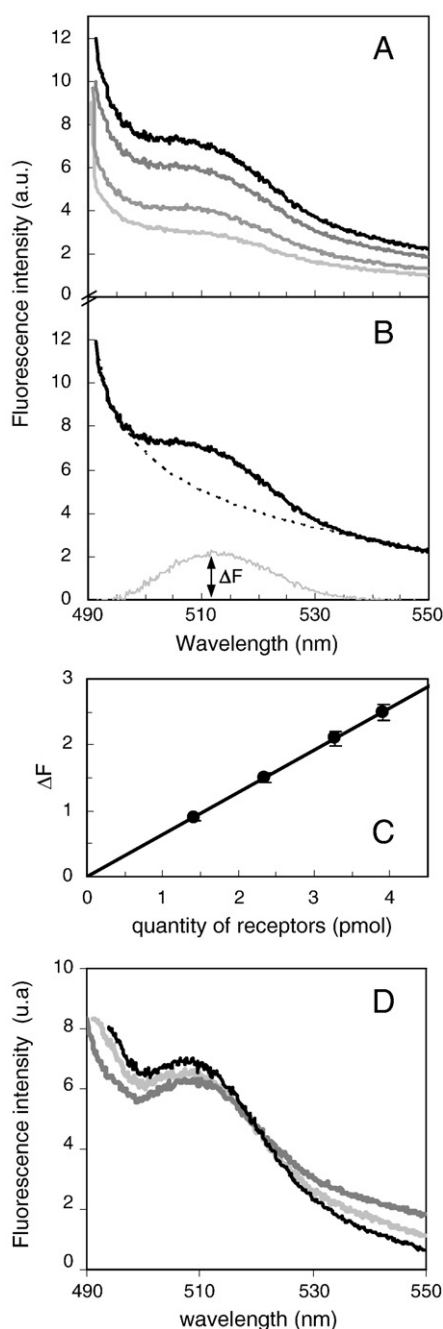 A
12
10
8
6
4
2
0
Fluorescence intensity (a.u.)
B
12
10
8
6
4
2
0
ΔF
490 510 530 550
Wavelength (nm)
3
2
1
0
ΔF
C
0 1 2 3 4
quantity of receptors (pmol)
D
10
8
6
4
2
0
Fluorescence intensity (u.a)
490 510 530 550
wavelength (nm)